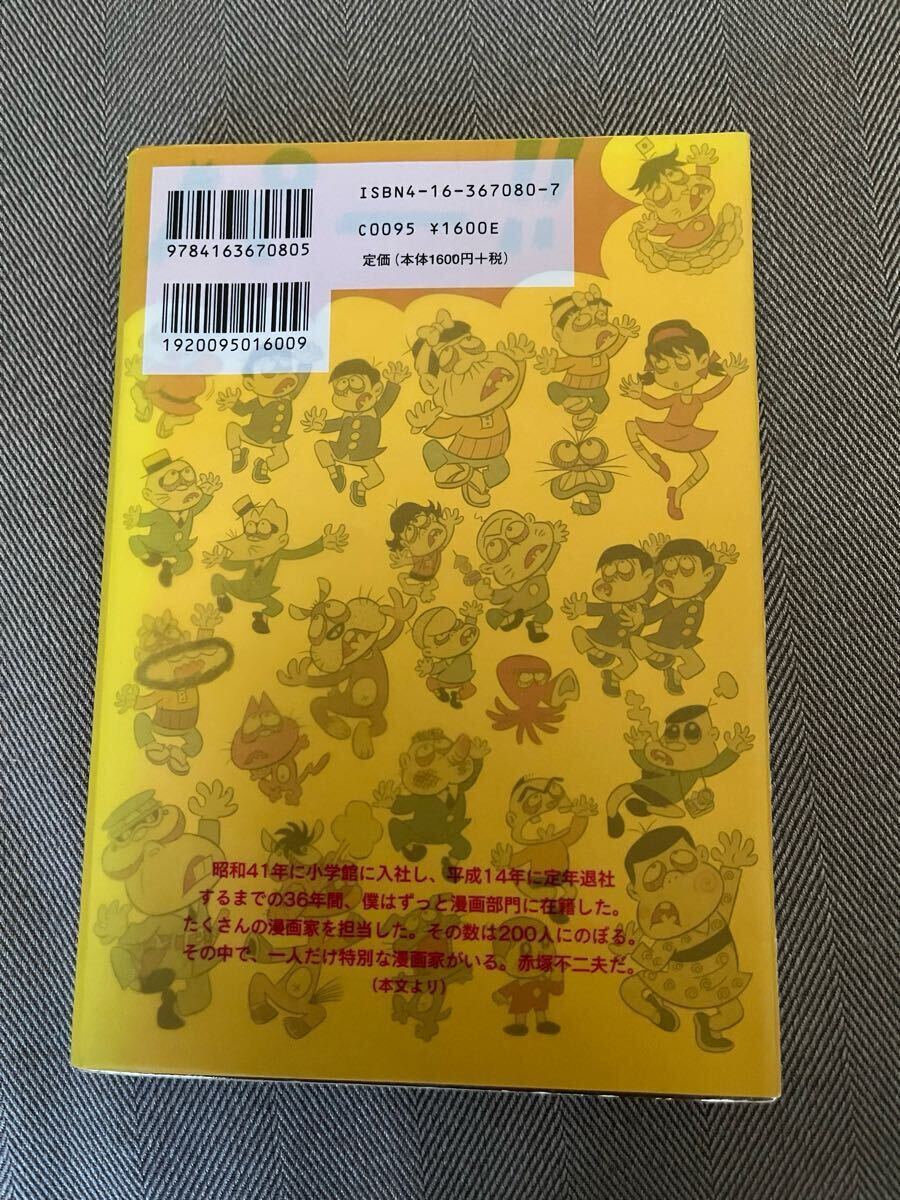 ISBN4-16-367080-7
C0095 ¥1600E
定価(本体1600円+税)
9784163670805
1920095016009
昭和41年に小学館に入社し、平成14年に定年退社
するまでの36年間、僕はずっと漫画部門に在籍した。
たくさんの漫画家を担当した。その数は200人にのぼる。
その中で、一人だけ特別な漫画家がいる。赤塚不二夫だ。
(本文より)